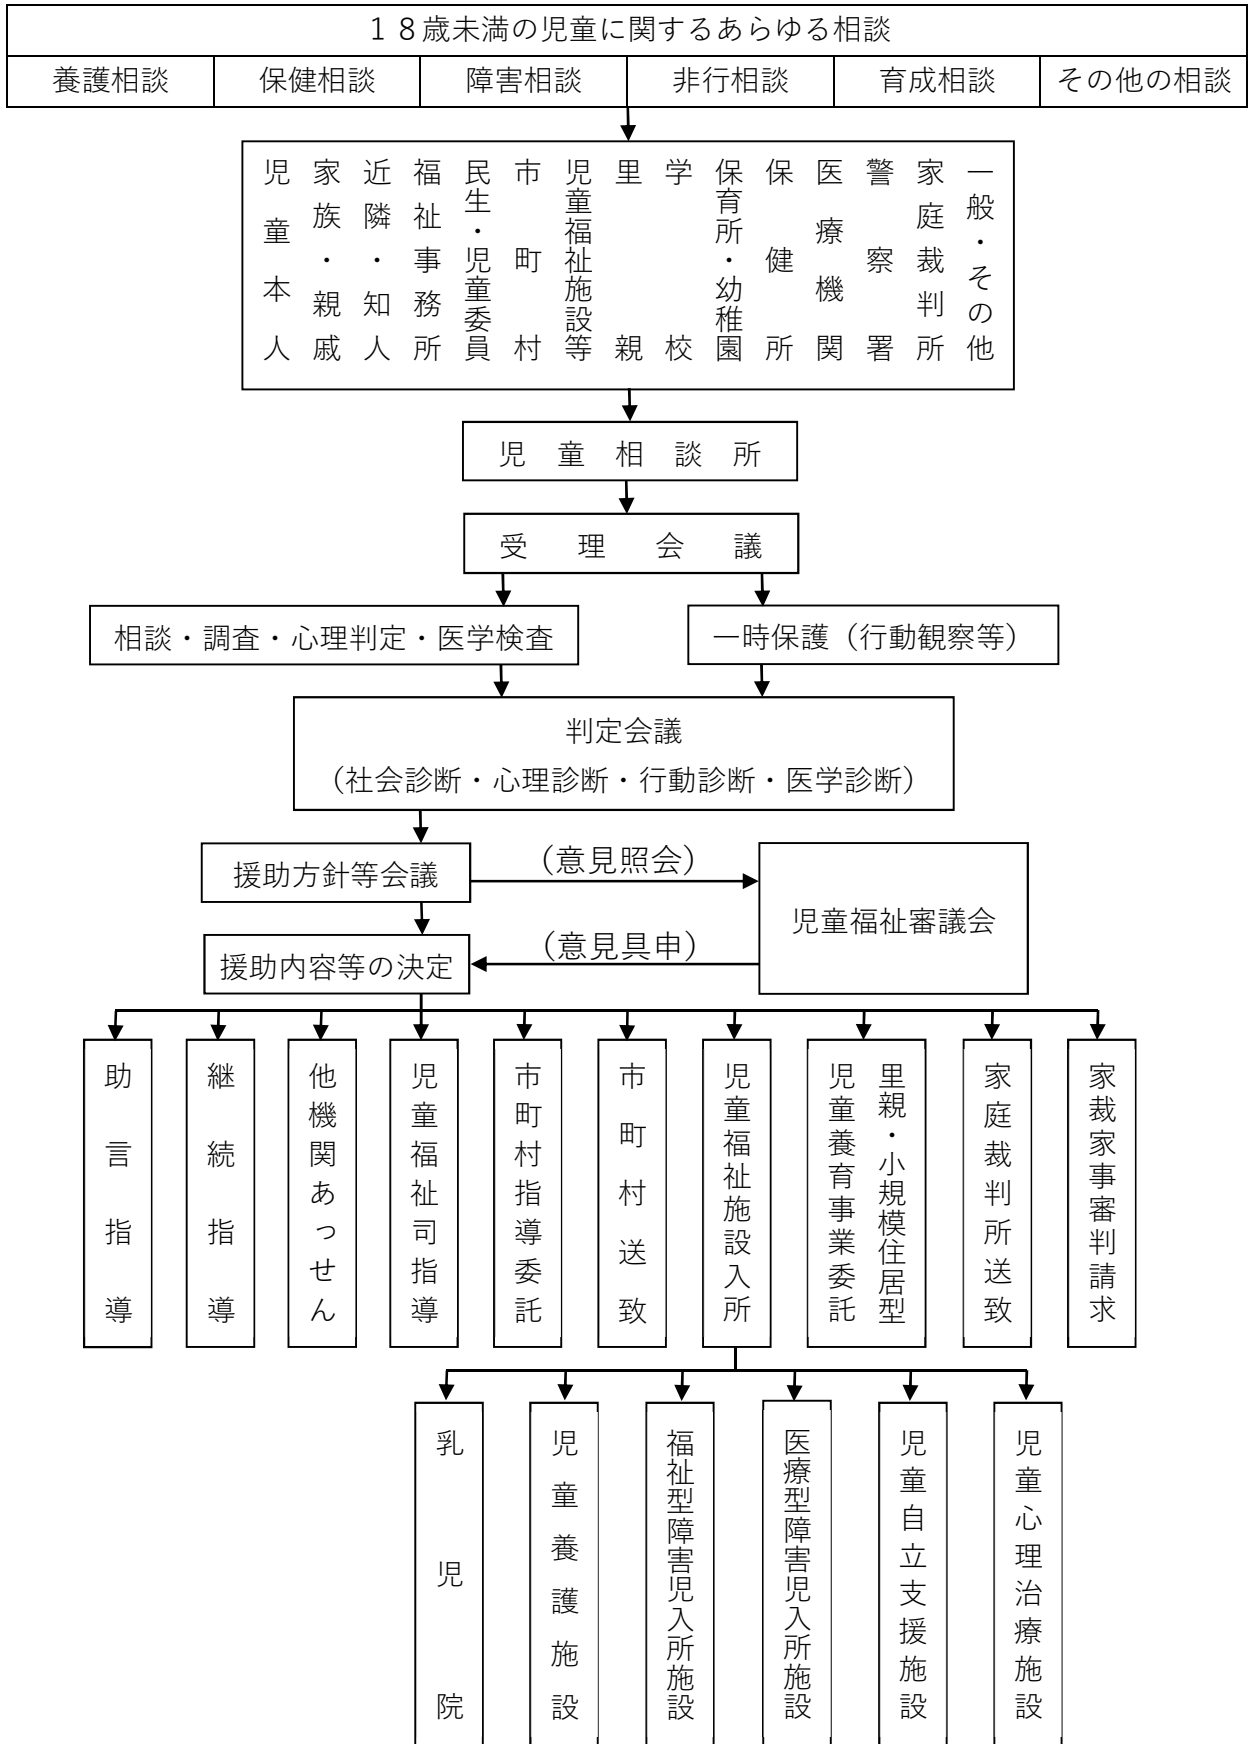 １８歳未満の児童に関するあらゆる相談
養護相談
保健相談
障害相談
非行相談
育成相談
その他の相談
児童本人
家族・親戚
近隣・知人
福祉事務所
民生・児童委員
市町村
児童福祉施設等
里親
学校
保育所・幼稚園
保健所
医療機関
警察署
家庭裁判所
一般・その他
児童相談所
受理会議
相談・調査・心理判定・医学検査
一時保護（行動観察等）
判定会議
（社会診断・心理診断・行動診断・医学診断）
援助方針等会議
（意見照会）
児童福祉審議会
（意見具申）
援助内容等の決定
助言指導
継続指導
他機関あっせん
児童福祉司指導
市町村指導委託
市町村送致
児童福祉施設入所
里親・小規模住居型
児童養育事業委託
家庭裁判所送致
家裁家事審判請求
乳児院
児童養護施設
福祉型障害児入所施設
医療型障害児入所施設
児童自立支援施設
児童心理治療施設